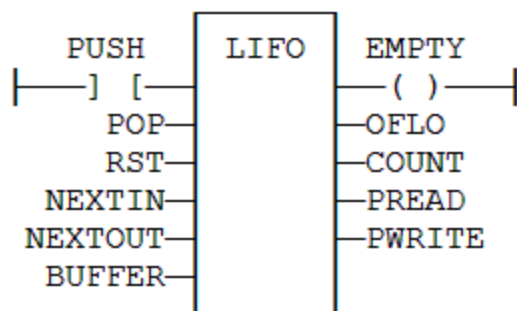 PUSH LIFO EMPTY
] [ ( )
POP OFLO
RST COUNT
NEXTIN PREAD
NEXTOUT PWRITE
BUFFER